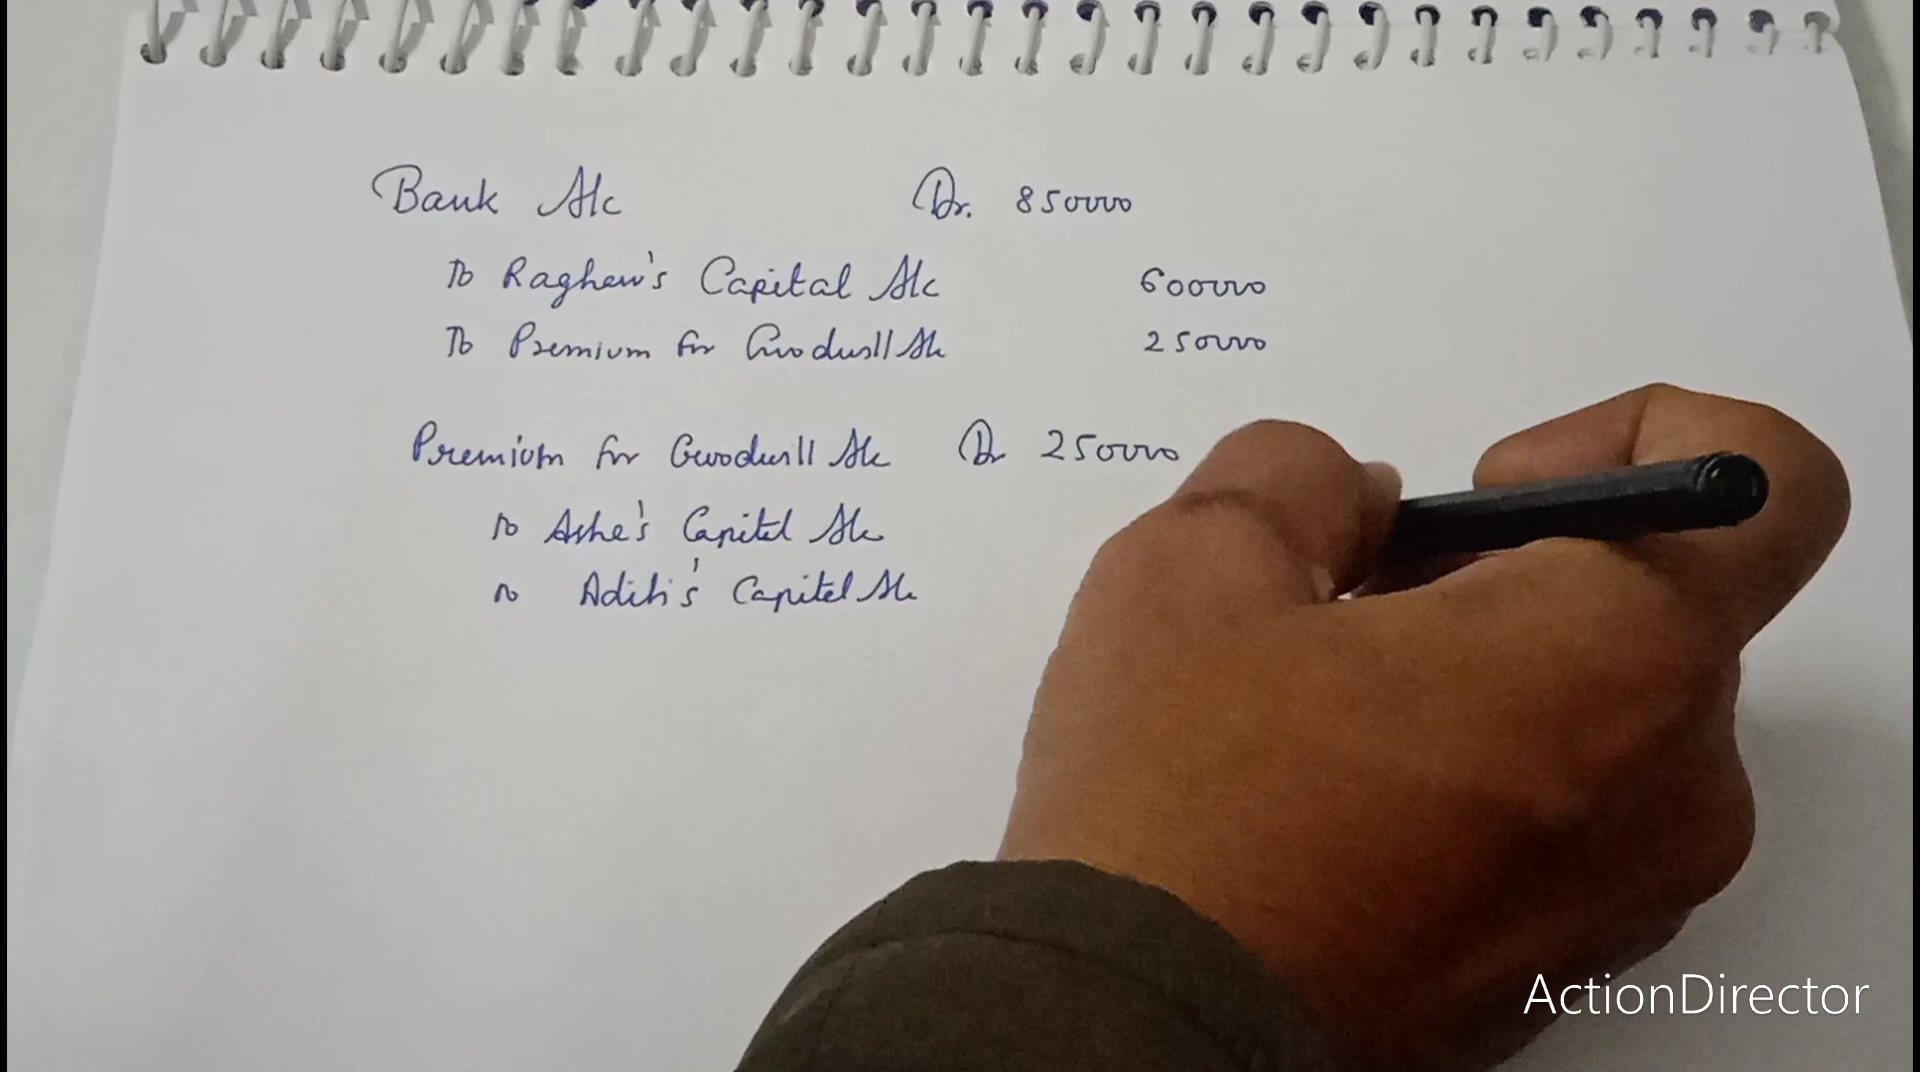 Bank A/c Dr. 850000
To Raghav's Capital A/c 600000
To Premium for Goodwill A/c 250000
Premium for Goodwill A/c Dr 250000
To Asha's Capital A/c
To Aditi's Capital A/c
ActionDirector